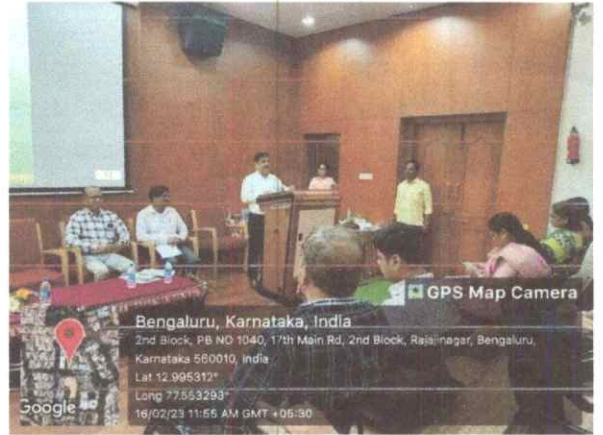 GPS Map Camera
Bengaluru, Karnataka, India
2nd Block, PB NO 1040, 17th Main Rd, 2nd Block, Rajajinagar, Bengaluru,
Karnataka 560010, India
Lat 12.995312°
Long 77.553293°
16/02/23 11:55 AM GMT +05:30
Google